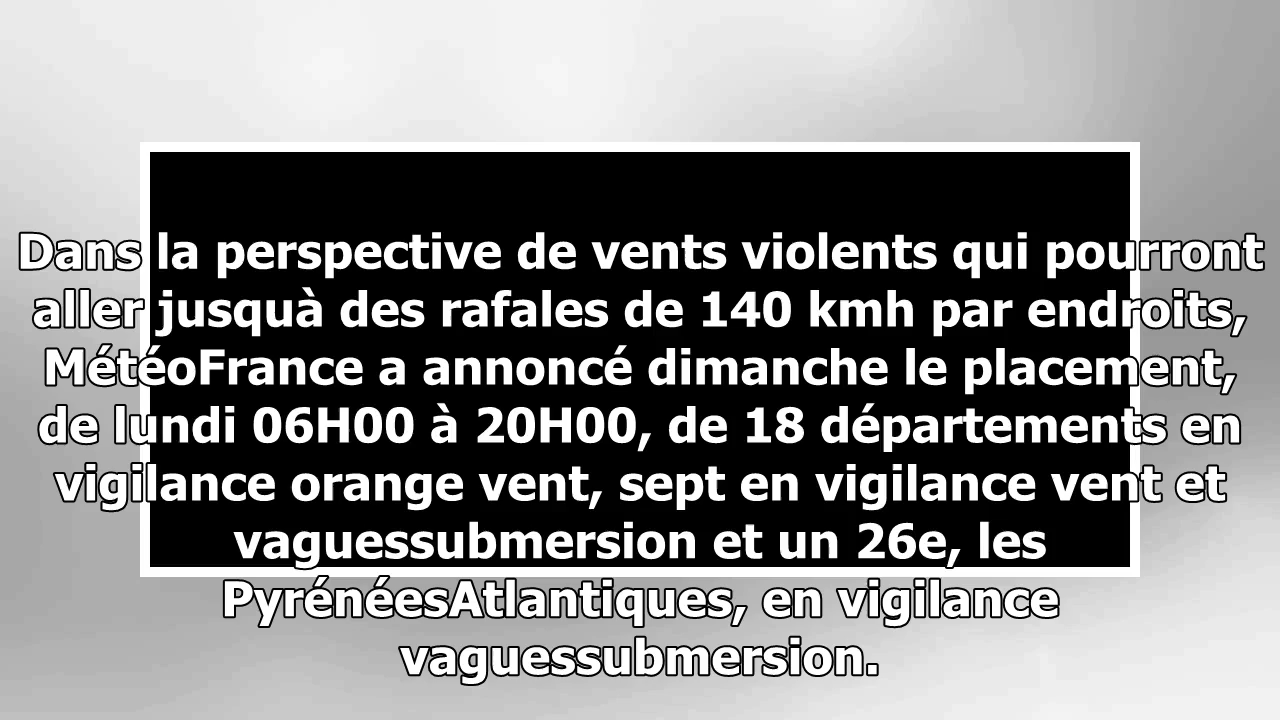 Dans la perspective de vents violents qui pourront
aller jusquà des rafales de 140 kmh par endroits,
MétéoFrance a annoncé dimanche le placement,
de lundi 06H00 à 20H00, de 18 départements en
vigilance orange vent, sept en vigilance vent et
vaguessubmersion et un 26e, les
PyrénéesAtlantiques, en vigilance
vaguessubmersion.